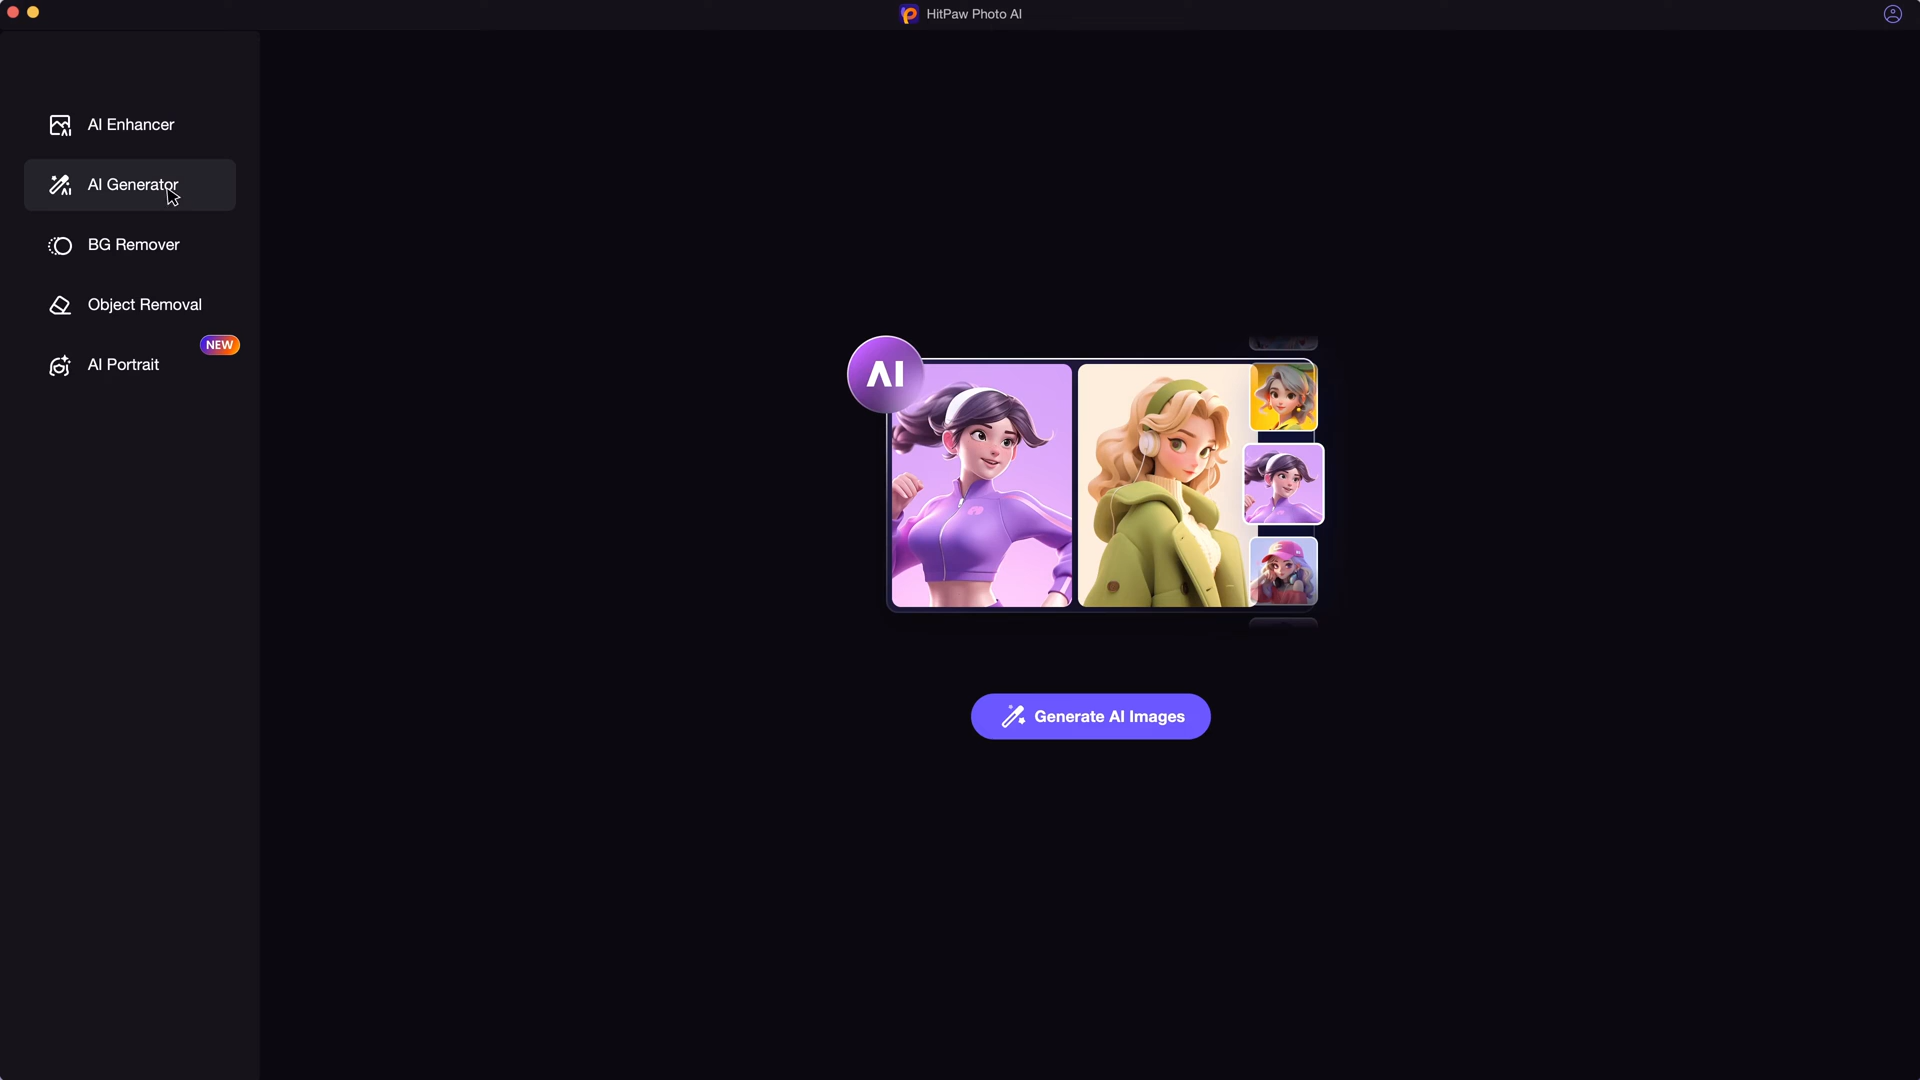 HitPaw Photo AI
AI Enhancer
AI Generator
BG Remover
Object Removal
NEW
AI Portrait
AI
Generate AI Images